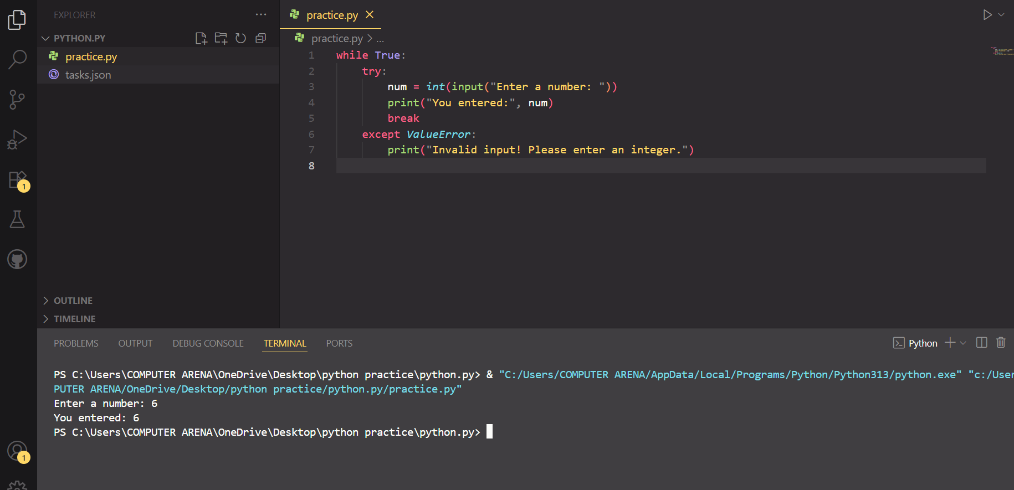 EXPLORER
PYTHON.PY
practice.py
tasks.json
OUTLINE
TIMELINE
1
1
practice.py
practice.py > ...
1 while True:
2 try:
3 num = int(input("Enter a number: "))
4 print("You entered:", num)
5 break
6 except ValueError:
7 print("Invalid input! Please enter an integer.")
8
PROBLEMS OUTPUT DEBUG CONSOLE TERMINAL PORTS
Python
PS C:\Users\COMPUTER ARENA\OneDrive\Desktop\python practice\python.py> & "C:/Users/COMPUTER ARENA/AppData/Local/Programs/Python/Python313/python.exe" "c:/User
PUTER ARENA/OneDrive/Desktop/python practice/python.py/practice.py"
Enter a number: 6
You entered: 6
PS C:\Users\COMPUTER ARENA\OneDrive\Desktop\python practice\python.py>